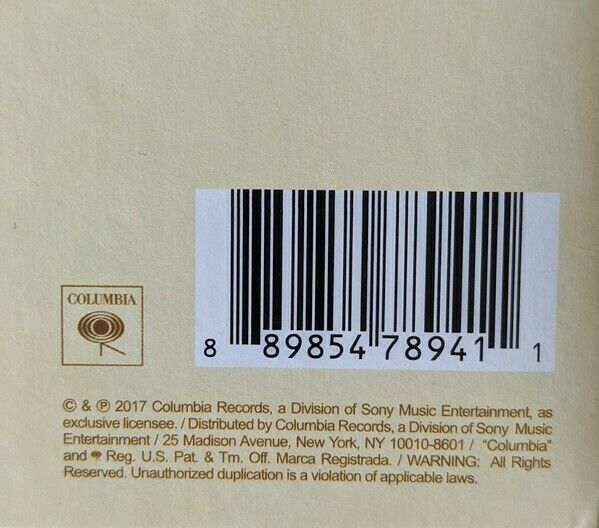 COLUMBIA
8 89854 78941 1
© & ℗ 2017 Columbia Records, a Division of Sony Music Entertainment, as
exclusive licensee. / Distributed by Columbia Records, a Division of Sony Music
Entertainment / 25 Madison Avenue, New York, NY 10010-8601 / "Columbia"
and Reg. U.S. Pat. & Tm. Off. Marca Registrada. / WARNING: All Rights
Reserved. Unauthorized duplication is a violation of applicable laws.